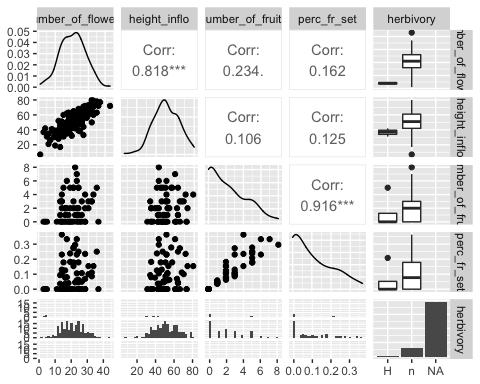 umber_of_flowe
height_inflo
umber_of_fruit
perc_fr_set
herbivory
0.05
0.04
0.03
0.02
0.01
0.00
Corr:
0.818***
Corr:
0.234.
Corr:
0.162
ber_of_flow
80
60
40
20
Corr:
0.106
Corr:
0.125
height_inflo
8
6
4
2
0
Corr:
0.916***
mber_of_fru
0.3
0.2
0.1
0.0
perc_fr_set
15
herbivory
0 10 20 30 40
20 40 60 80
0 2 4 6 8
0.0 0.1 0.2 0.3
H n NA